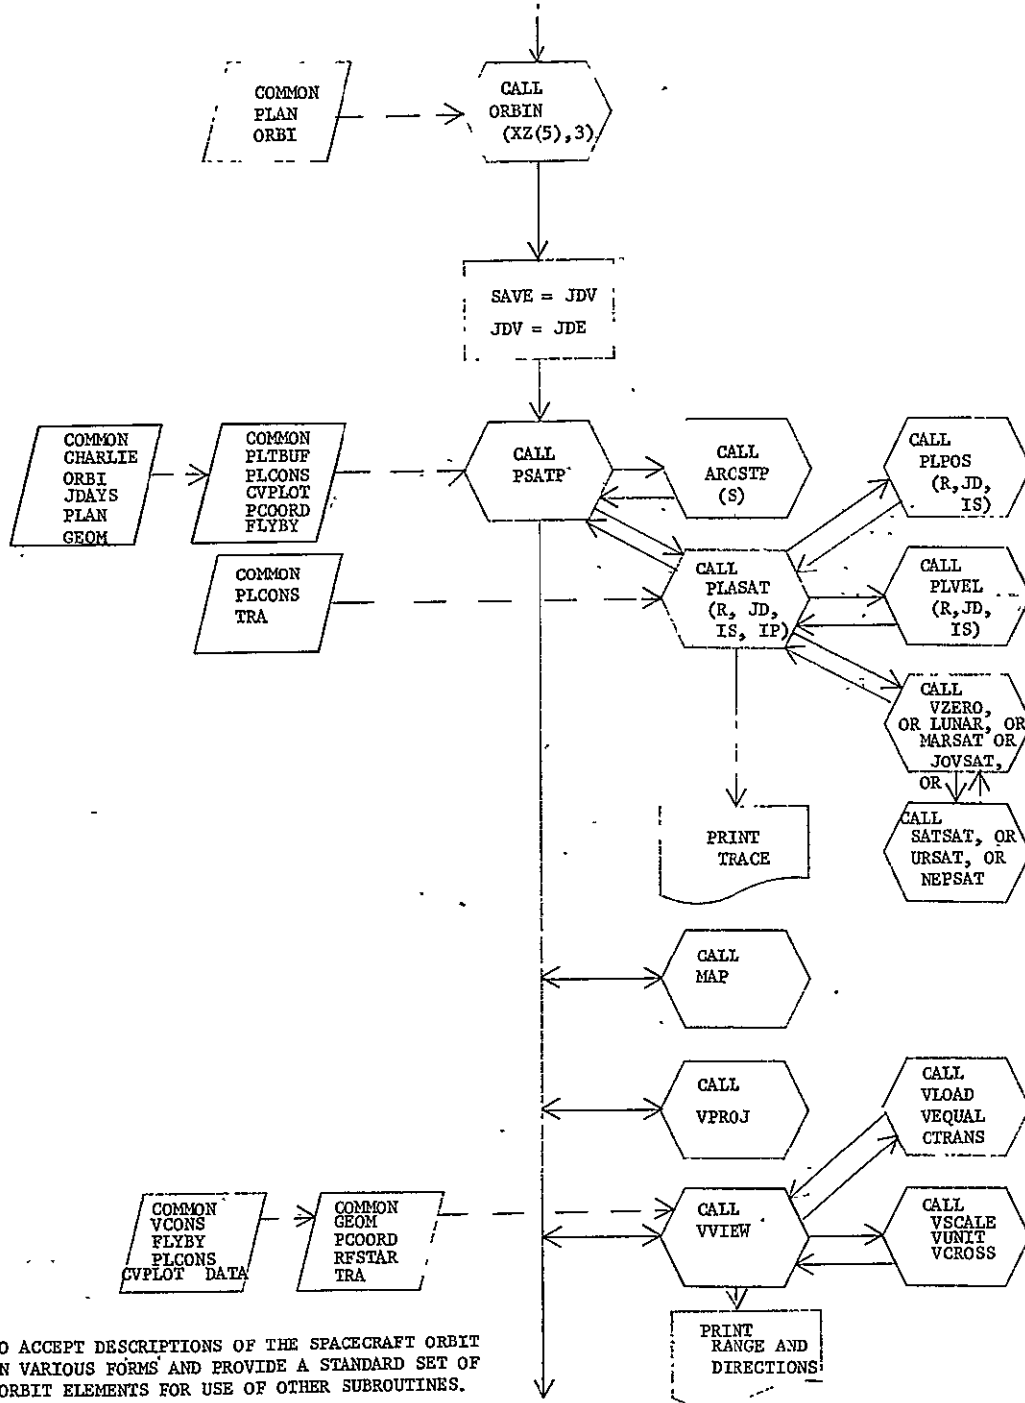 COMMON
PLAN
ORBI
CALL
ORBIN
(XZ(5),3)
SAVE = JDV
JDV = JDE
COMMON
CHARLIE
ORBI
JDAYS
PLAN
GEOM
COMMON
PLTBUF
PLCONS
CVPLOT
PCOORD
FLYBY
CALL
PSATP
CALL
ARCSTP
(S)
CALL
PLPOS
(R,JD,
IS)
COMMON
PLCONS
TRA
CALL
PLASAT
(R, JD,
IS, IP)
CALL
PLVEL
(R,JD,
IS)
CALL
VZERO,
OR LUNAR, OR
MARSAT OR
JOVSAT,
OR
CALL
SATSAT, OR
URSAT, OR
NEPSAT
PRINT
TRACE
CALL
MAP
CALL
VPROJ
CALL
VLOAD
VEQUAL
CTRANS
COMMON
VCONS
FLYBY
PLCONS
CVPLOT DATA
COMMON
GEOM
PCOORD
RFSTAR
TRA
CALL
VVIEW
CALL
VSCALE
VUNIT
VCROSS
PRINT
RANGE AND
DIRECTIONS
O ACCEPT DESCRIPTIONS OF THE SPACECRAFT ORBIT
N VARIOUS FORMS AND PROVIDE A STANDARD SET OF
ORBIT ELEMENTS FOR USE OF OTHER SUBROUTINES.